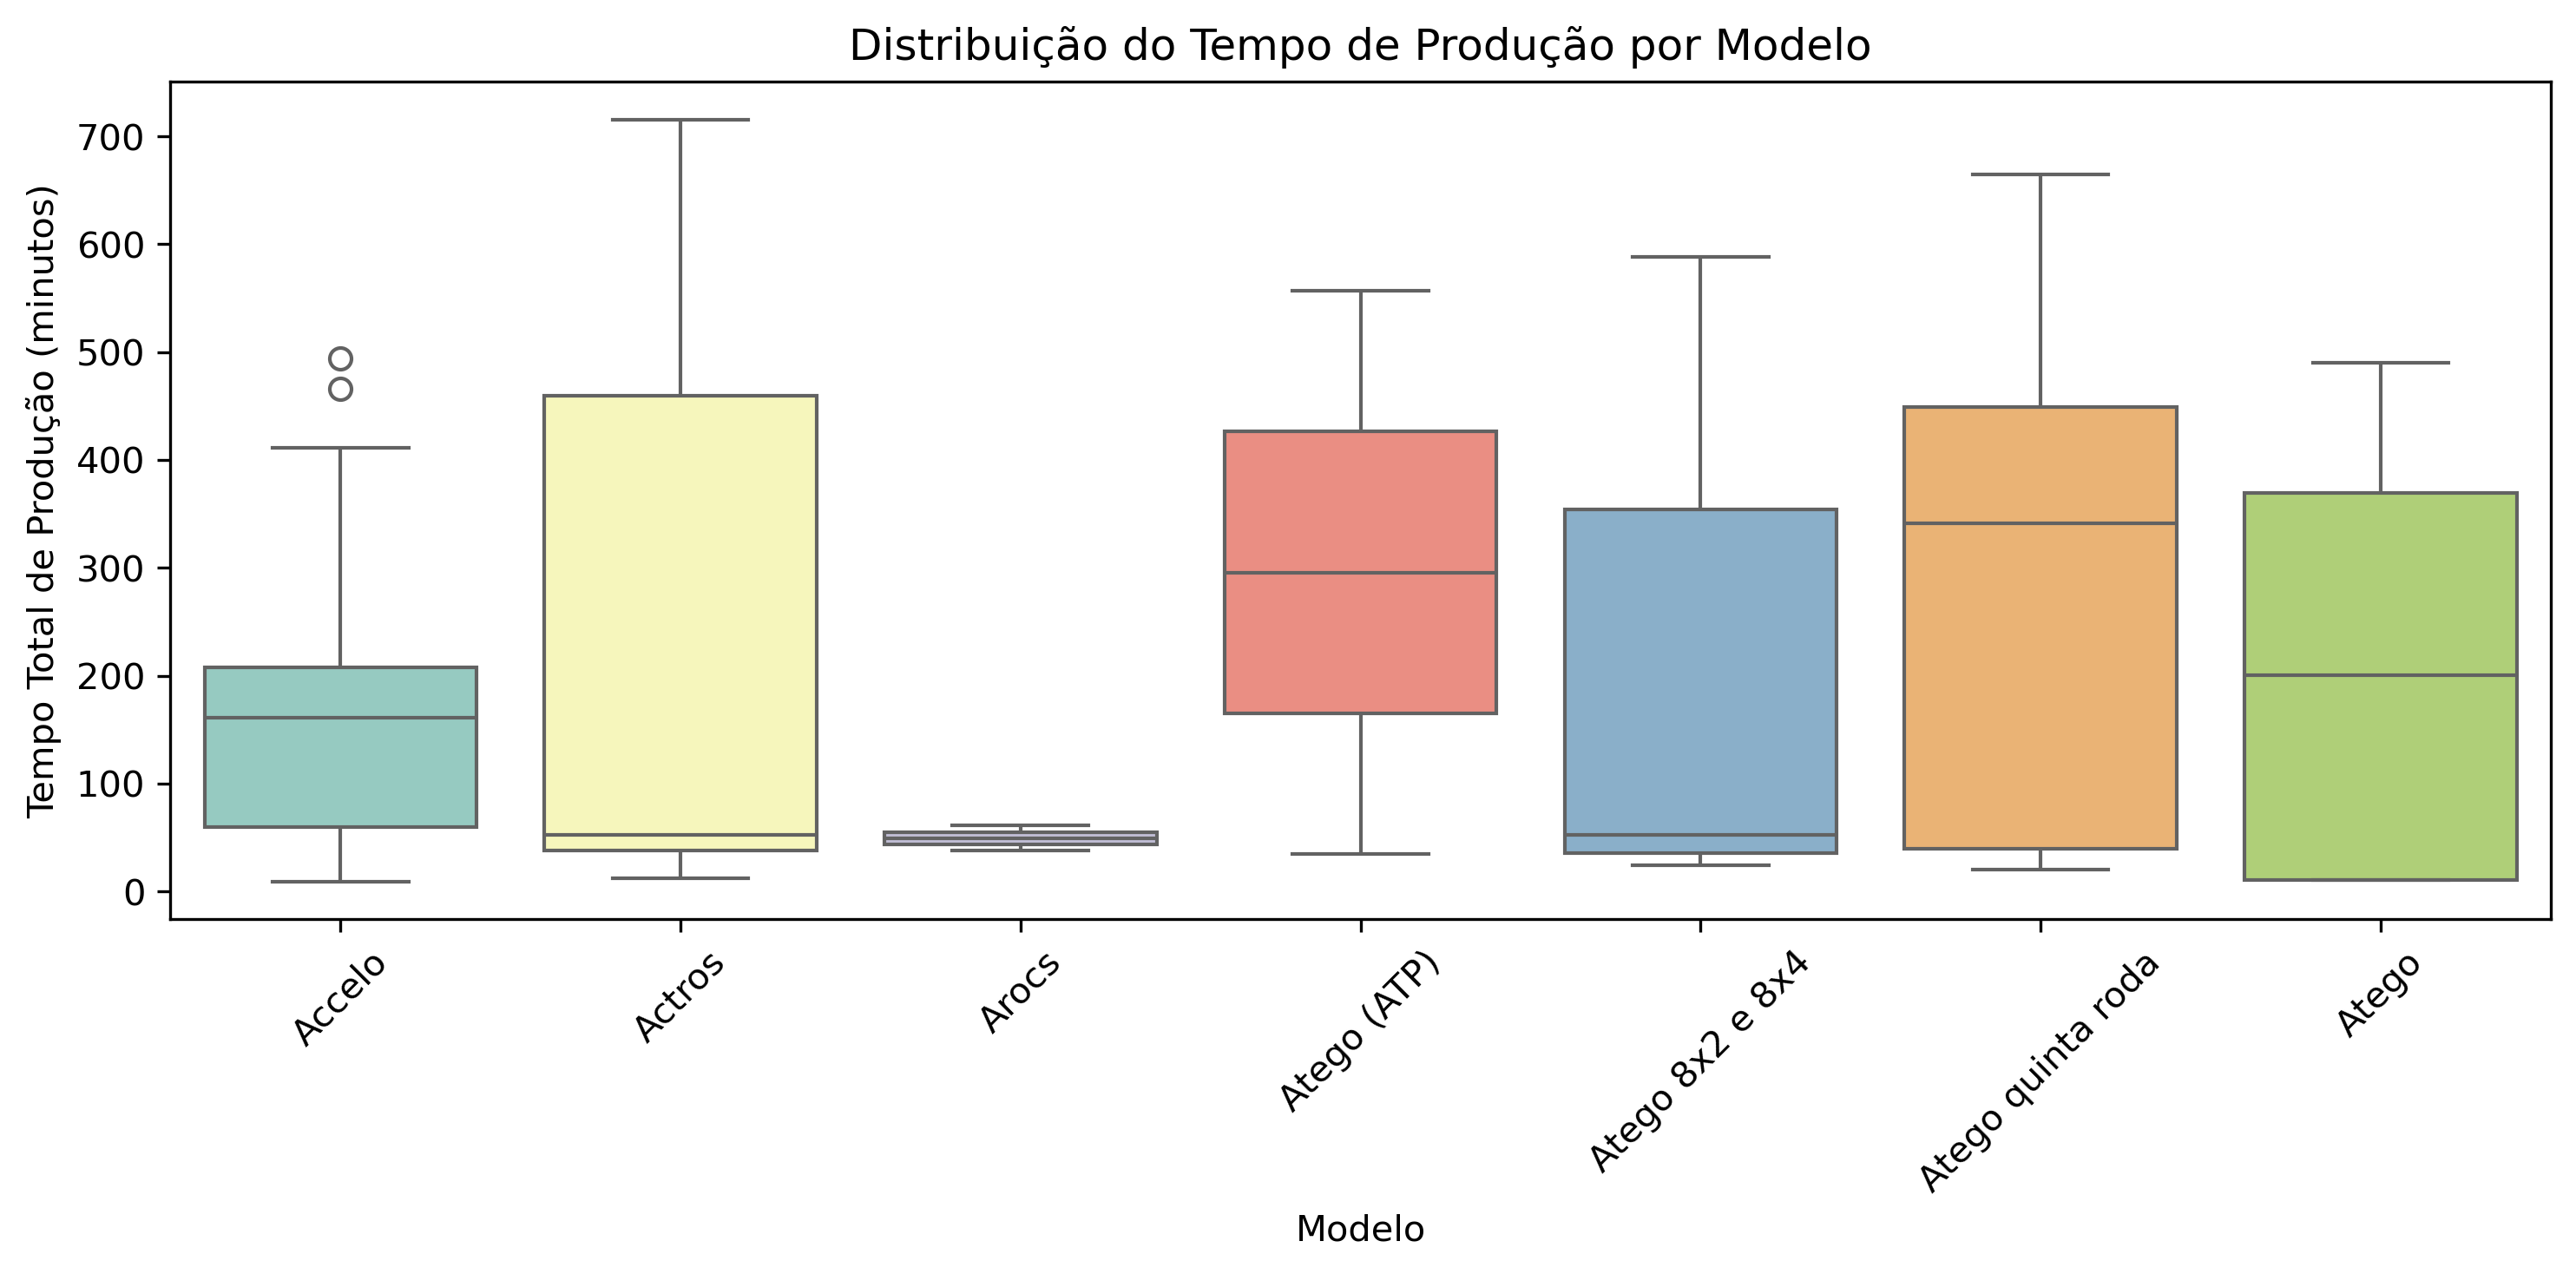 Distribuição do Tempo de Produção por Modelo
Tempo Total de Produção (minutos)
700
600
500
400
300
200
100
0
Accelo
Actros
Arocs
Atego (ATP)
Atego 8x2 e 8x4
Atego quinta roda
Atego
Modelo